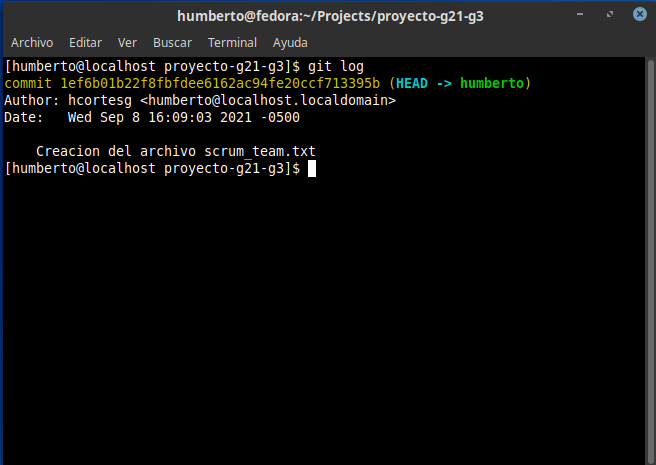 humberto@fedora:~/Projects/proyecto-g21-g3
Archivo Editar Ver Buscar Terminal Ayuda
[humberto@localhost proyecto-g21-g3]$ git log
commit 1ef6b01b22f8fbfdee6162ac94fe20ccf713395b (HEAD -> humberto)
Author: hcortesg <humberto@localhost.localdomain>
Date:   Wed Sep 8 16:09:03 2021 -0500
    Creacion del archivo scrum_team.txt
[humberto@localhost proyecto-g21-g3]$